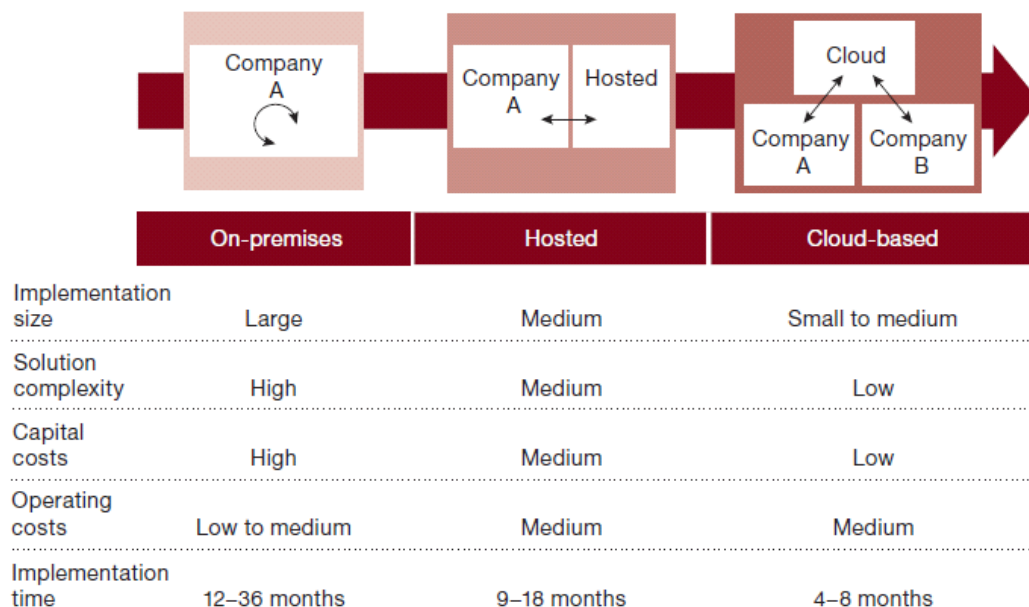 Company
A
Company
A
Hosted
Cloud
Company
A
Company
B
On-premises
Hosted
Cloud-based
Implementation
size
Large
Medium
Small to medium
Solution
complexity
High
Medium
Low
Capital
costs
High
Medium
Low
Operating
costs
Low to medium
Medium
Medium
Implementation
time
12–36 months
9–18 months
4–8 months